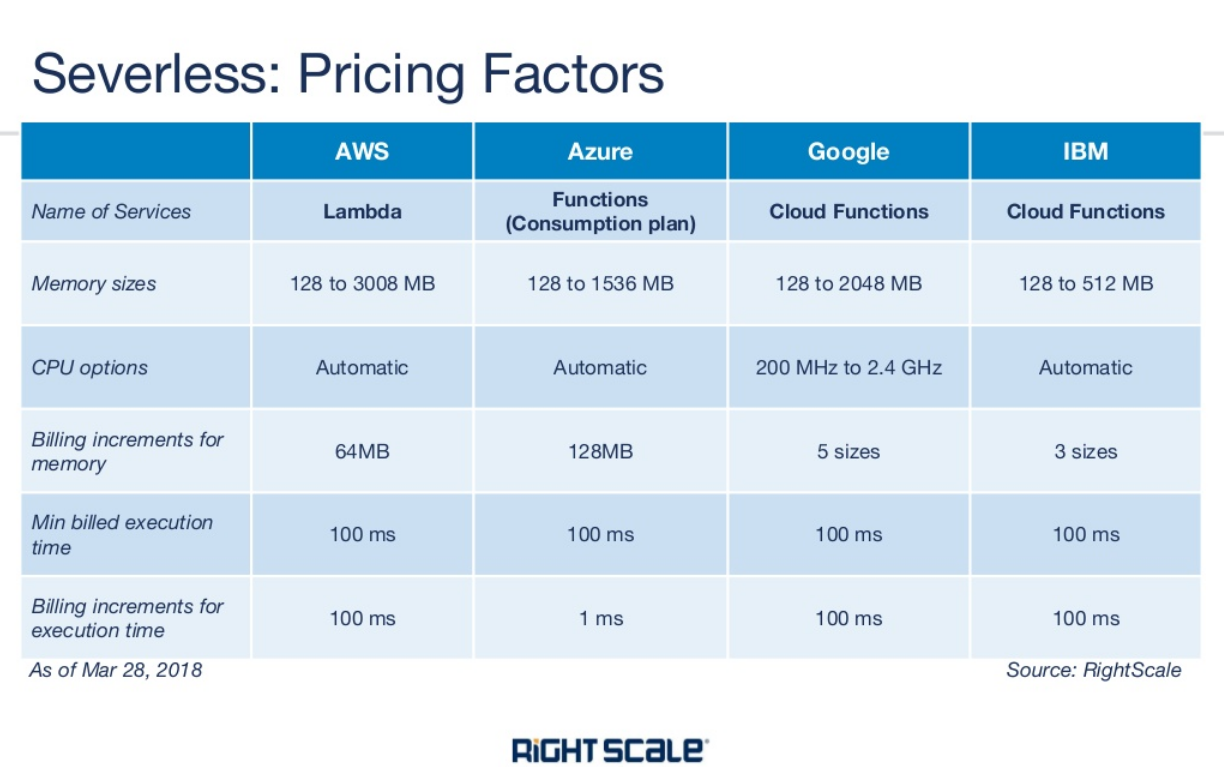 Severless: Pricing Factors
AWS
Azure
Google
IBM
Name of Services
Lambda
Functions
(Consumption plan)
Cloud Functions
Cloud Functions
Memory sizes
128 to 3008 MB
128 to 1536 MB
128 to 2048 MB
128 to 512 MB
CPU options
Automatic
Automatic
200 MHz to 2.4 GHz
Automatic
Billing increments for
memory
64MB
128MB
5 sizes
3 sizes
Min billed execution
time
100 ms
100 ms
100 ms
100 ms
Billing increments for
execution time
100 ms
1 ms
100 ms
100 ms
As of Mar 28, 2018
Source: RightScale
RiGHT SCaLe